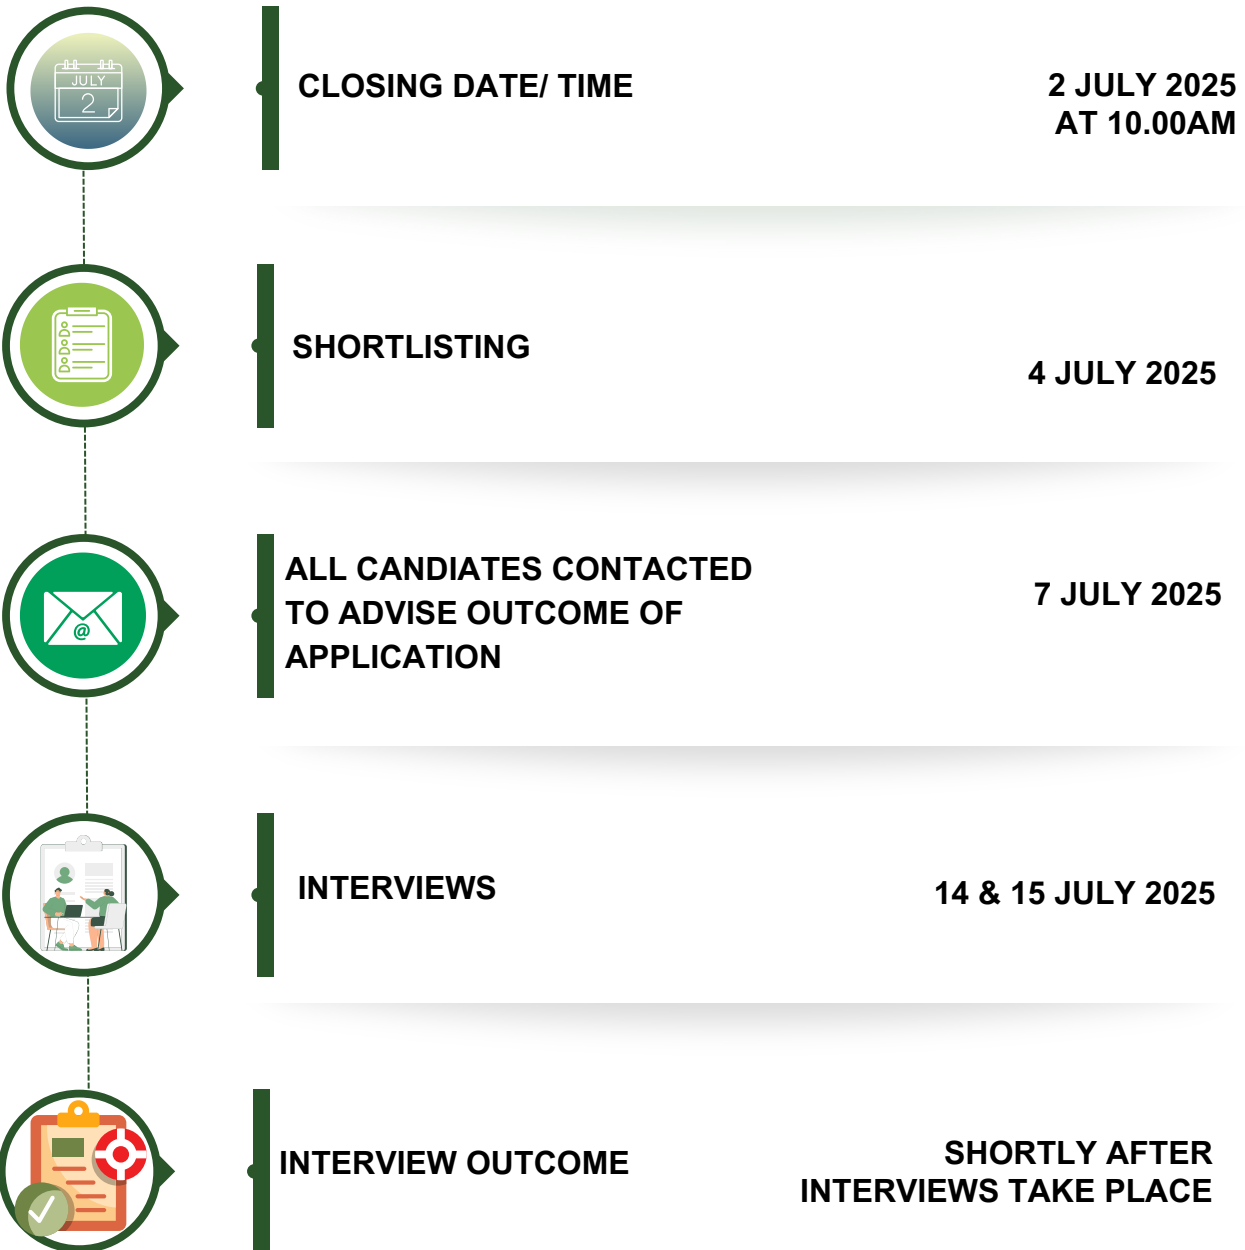 JULY
2
CLOSING DATE/ TIME
2 JULY 2025
AT 10.00AM
SHORTLISTING
4 JULY 2025
@
ALL CANDIATES CONTACTED
TO ADVISE OUTCOME OF
APPLICATION
7 JULY 2025
INTERVIEWS
14 & 15 JULY 2025
INTERVIEW OUTCOME
SHORTLY AFTER
INTERVIEWS TAKE PLACE